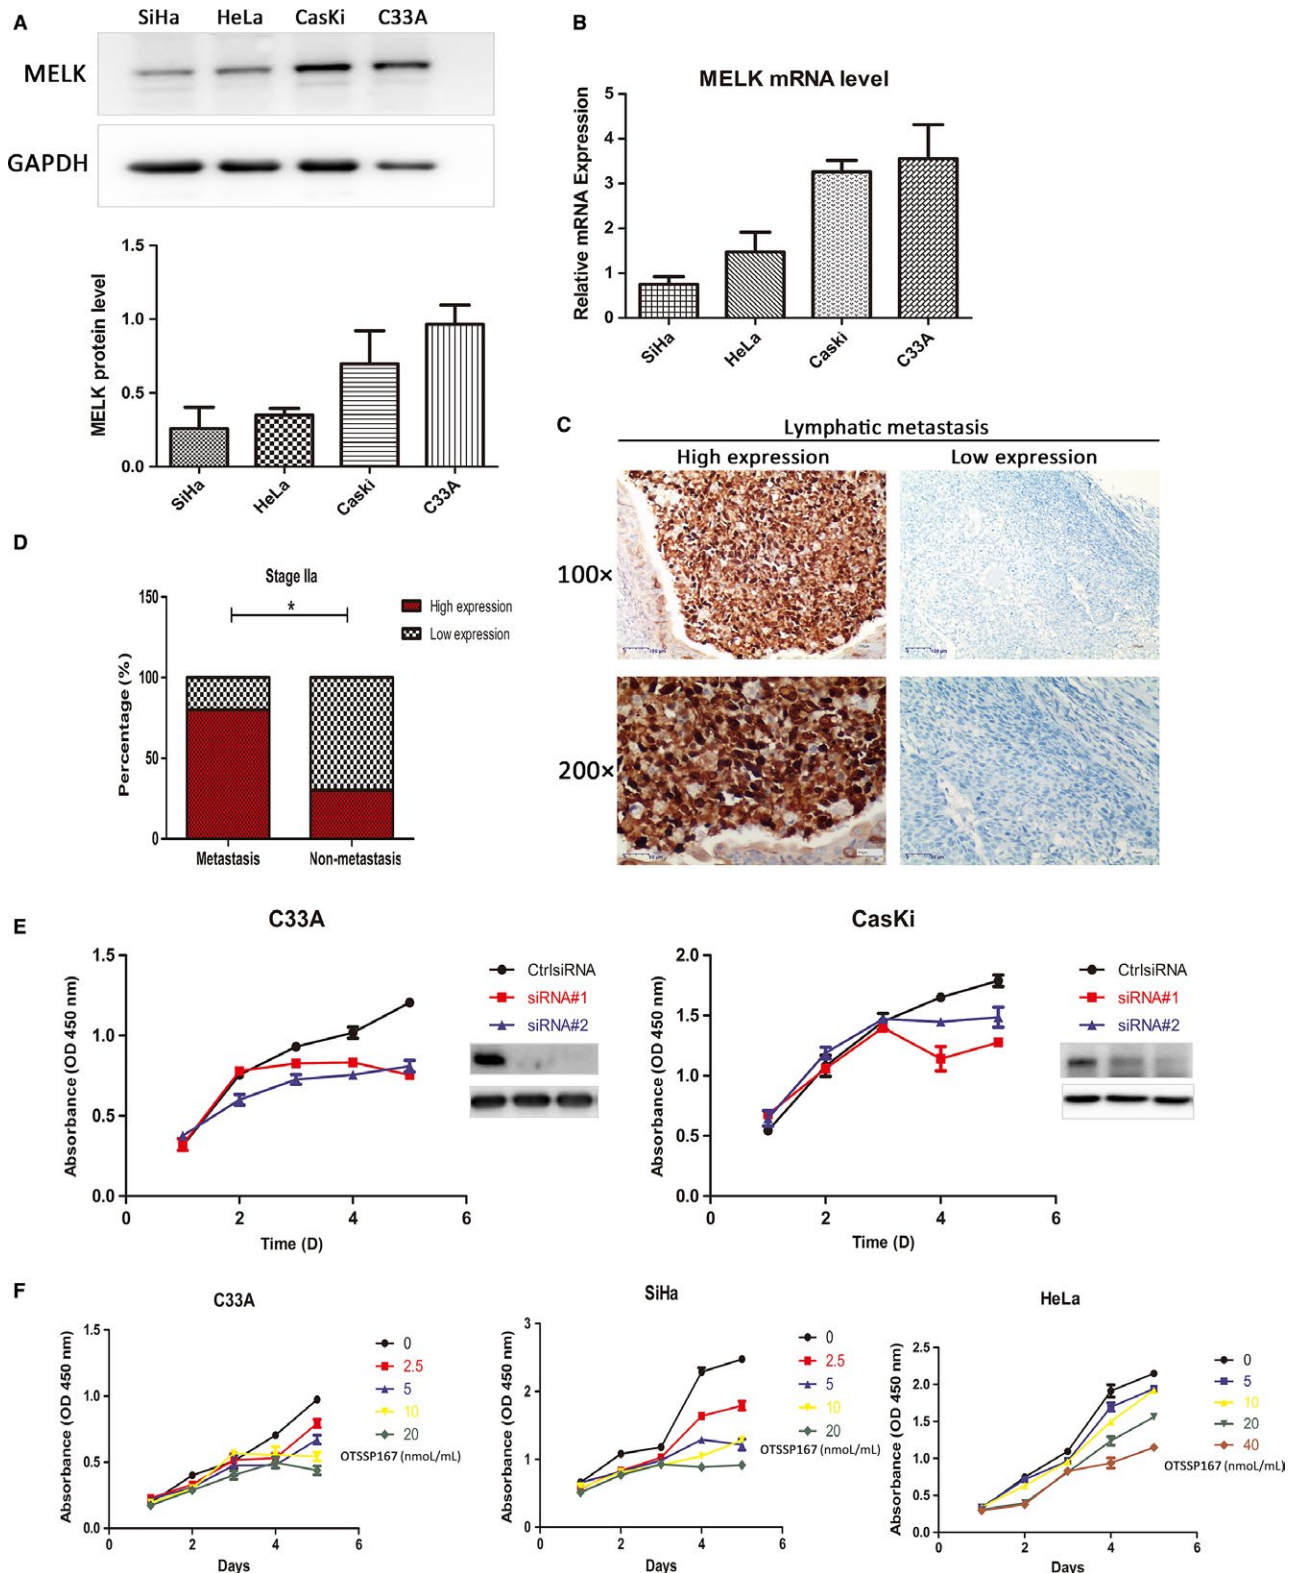 A
SiHa HeLa CasKi C33A
MELK
GAPDH
MELK protein level
1.5
1.0
0.5
0.0
SiHa HeLa Caski C33A
B
MELK mRNA level
Relative mRNA Expression
5
4
3
2
1
0
SiHa HeLa Caski C33A
C
Lymphatic metastasis
High expression Low expression
100×
200×
D
Stage IIa
*
High expression
Low expression
Percentage (%)
150
100
50
0
Metastasis Non-metastasis
E
C33A
Absorbance (OD 450 nm)
1.5
1.0
0.5
0.0
0 2 4 6
Time (D)
CtrlsiRNA
siRNA#1
siRNA#2
CasKi
Absorbance (OD 450 nm)
2.0
1.5
1.0
0.5
0.0
0 2 4 6
Time (D)
CtrlsiRNA
siRNA#1
siRNA#2
F
C33A
Absorbance (OD 450 nm)
1.5
1.0
0.5
0.0
0 2 4 6
Days
0
2.5
5
10
20
OTSSP167 (nmoL/mL)
SiHa
Absorbance (OD 450 nm)
3
2
1
0
0 2 4 6
Days
0
2.5
5
10
20
OTSSP167 (nmoL/mL)
HeLa
Absorbance (OD 450 nm)
2.5
2.0
1.5
1.0
0.5
0.0
0 2 4 6
Days
0
5
10
20
40
OTSSP167 (nmoL/mL)